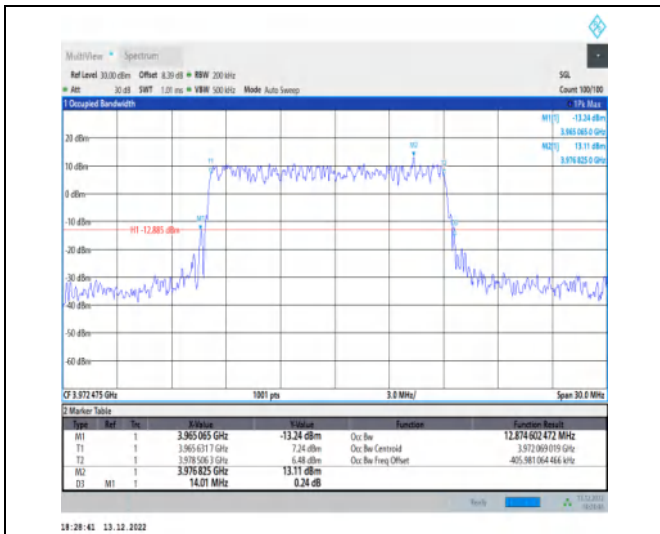 MultiView Spectrum
Ref Level 30.00 dBm Offset 8.39 dB RBW 200 kHz SGL
Att 30 dB SWT 1.01 ms VBW 500 kHz Mode Auto Sweep Count 100/100
1 Occupied Bandwidth 1Pk Max
M1[1] -13.24 dBm
3.965 065 0 GHz
20 dBm
M2[1] 13.11 dBm
3.976 825 0 GHz
M2
T1
T2
10 dBm
0 dBm
-10 dBm
M1
H1 -12.885 dBm
-20 dBm
-30 dBm
-40 dBm
-50 dBm
-60 dBm
CF 3.972 475 GHz 1001 pts 3.0 MHz/ Span 30.0 MHz
2 Marker Table
Type Ref Trc X-Value Y-Value Function Function Result
M1 1 3.965 065 GHz -13.24 dBm Occ Bw 12.874 602 472 MHz
T1 1 3.965 631 7 GHz 7.24 dBm Occ Bw Centroid 3.972 069 019 GHz
T2 1 3.978 506 3 GHz 6.48 dBm Occ Bw Freq Offset -405.981 064 466 kHz
M2 1 3.976 825 GHz 13.11 dBm
D3 M1 1 14.01 MHz 0.24 dB
Ready 13.12.2022
18:28:41 13.12.2022